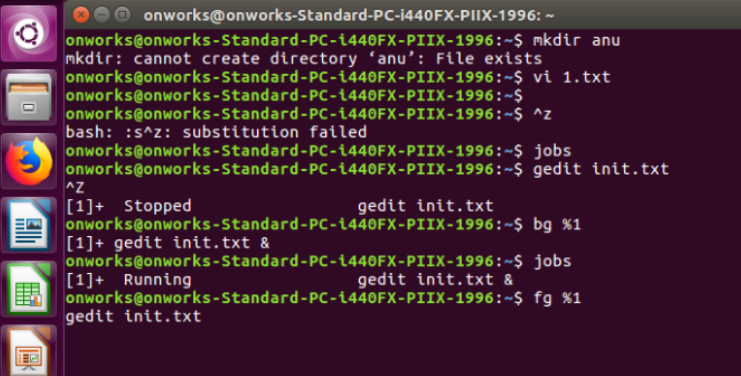 onworks@onworks-Standard-PC-i440FX-PIIX-1996: ~
onworks@onworks-Standard-PC-i440FX-PIIX-1996:~$ mkdir anu
mkdir: cannot create directory ‘anu’: File exists
onworks@onworks-Standard-PC-i440FX-PIIX-1996:~$ vi 1.txt
onworks@onworks-Standard-PC-i440FX-PIIX-1996:~$
onworks@onworks-Standard-PC-i440FX-PIIX-1996:~$ ^z
bash: :s^z: substitution failed
onworks@onworks-Standard-PC-i440FX-PIIX-1996:~$ jobs
onworks@onworks-Standard-PC-i440FX-PIIX-1996:~$ gedit init.txt
^Z
[1]+  Stopped                 gedit init.txt
onworks@onworks-Standard-PC-i440FX-PIIX-1996:~$ bg %1
[1]+ gedit init.txt &
onworks@onworks-Standard-PC-i440FX-PIIX-1996:~$ jobs
[1]+  Running                 gedit init.txt &
onworks@onworks-Standard-PC-i440FX-PIIX-1996:~$ fg %1
gedit init.txt